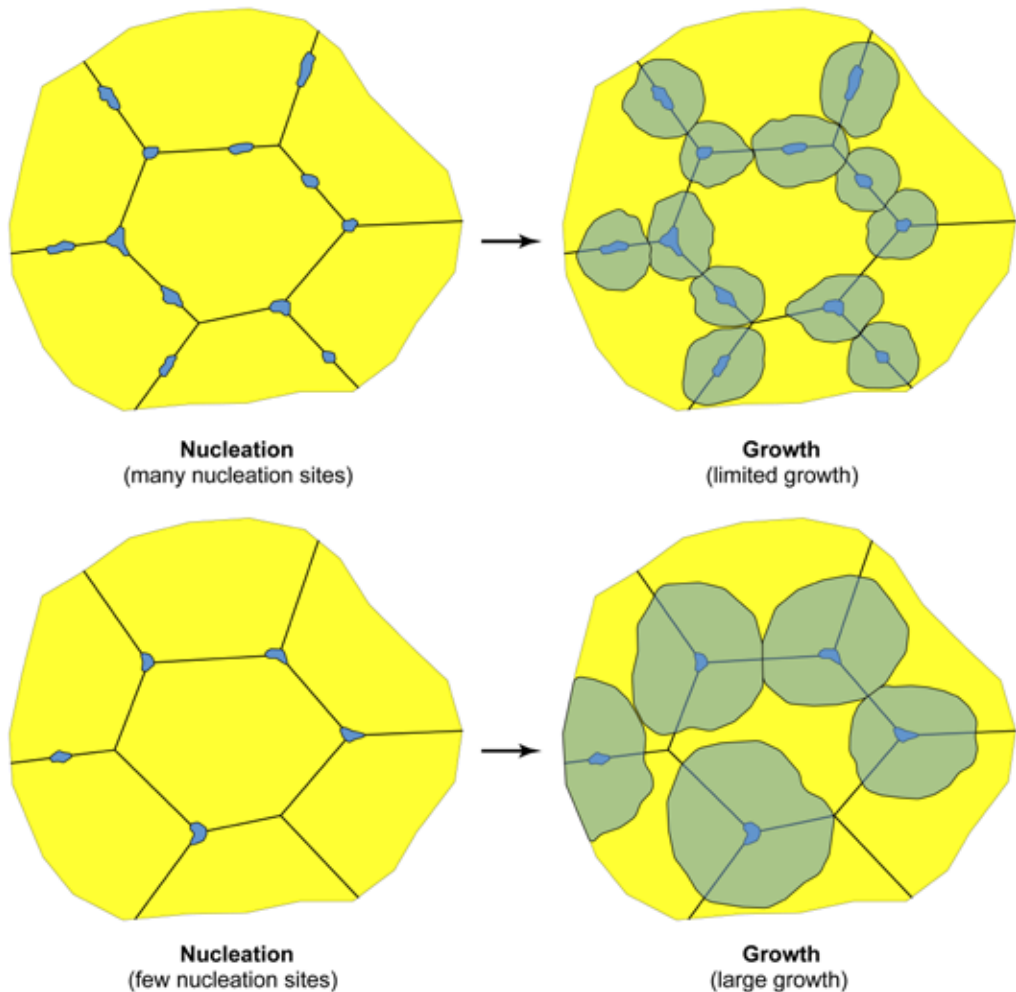 Nucleation
(many nucleation sites)
Growth
(limited growth)
Nucleation
(few nucleation sites)
Growth
(large growth)